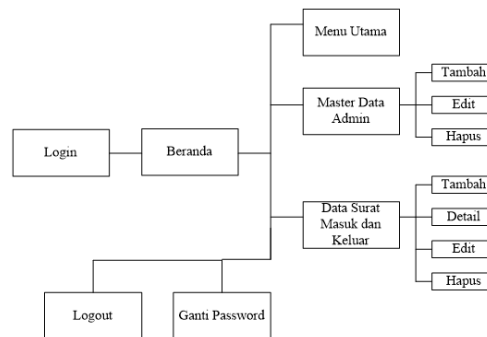 Menu Utama
Master Data
Admin
Tambah
Edit
Hapus
Login
Beranda
Data Surat
Masuk dan
Keluar
Tambah
Detail
Edit
Hapus
Logout
Ganti Password